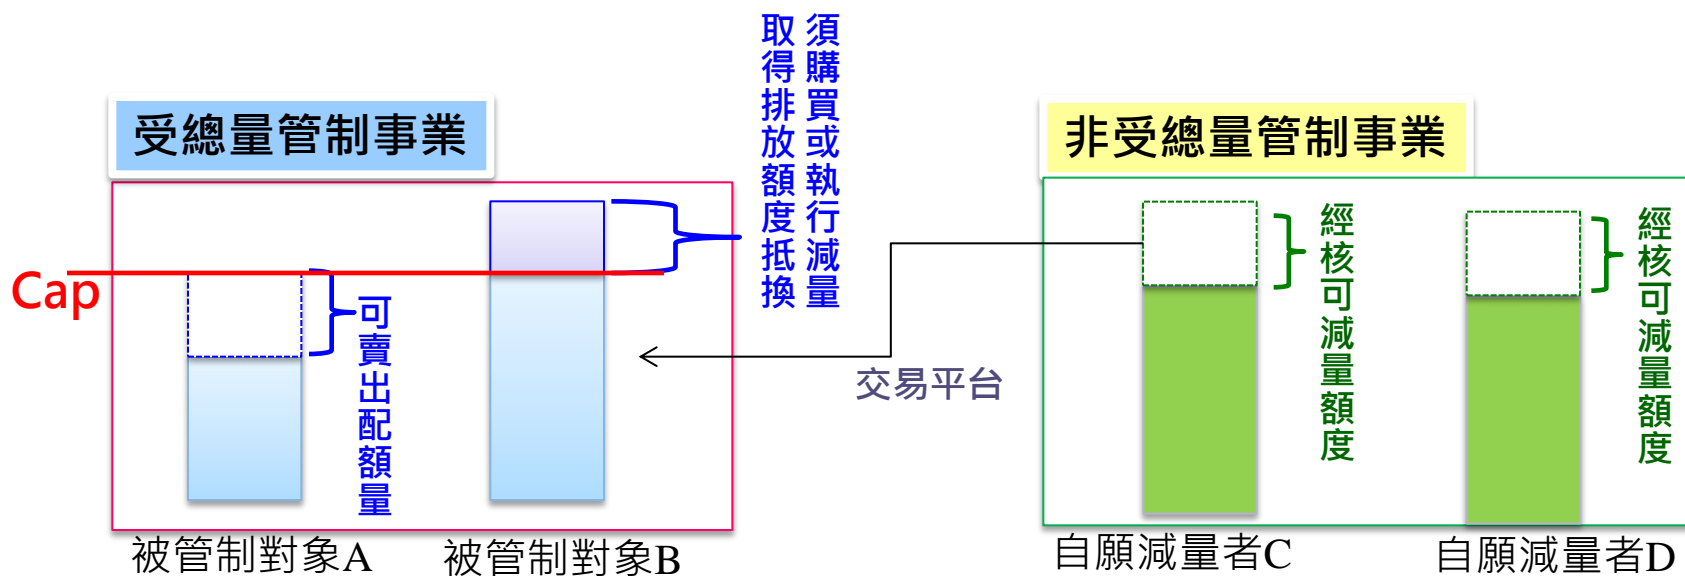 受總量管制事業
須購買或執行減量
取得排放額度抵換
非受總量管制事業
Cap
可賣出配額量
交易平台
經核可減量額度
經核可減量額度
被管制對象A
被管制對象B
自願減量者C
自願減量者D